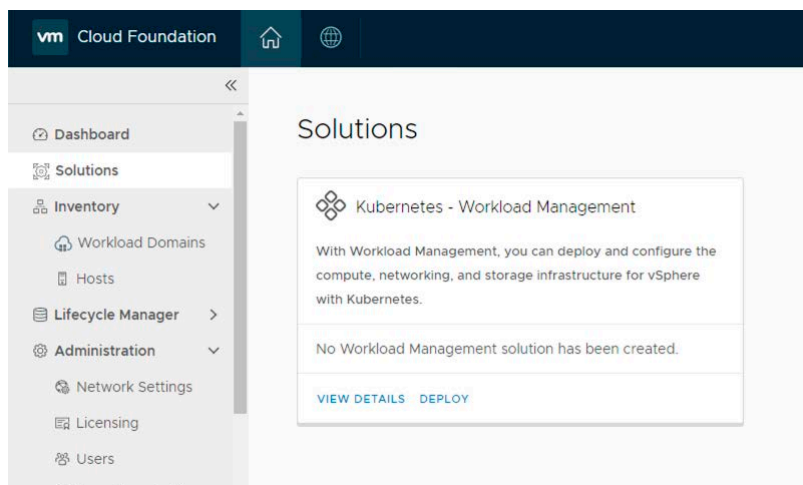 vm Cloud Foundation
Dashboard
Solutions
Inventory
Workload Domains
Hosts
Lifecycle Manager
Administration
Network Settings
Licensing
Users
Solutions
Kubernetes - Workload Management
With Workload Management, you can deploy and configure the
compute, networking, and storage infrastructure for vSphere
with Kubernetes.
No Workload Management solution has been created.
VIEW DETAILS DEPLOY